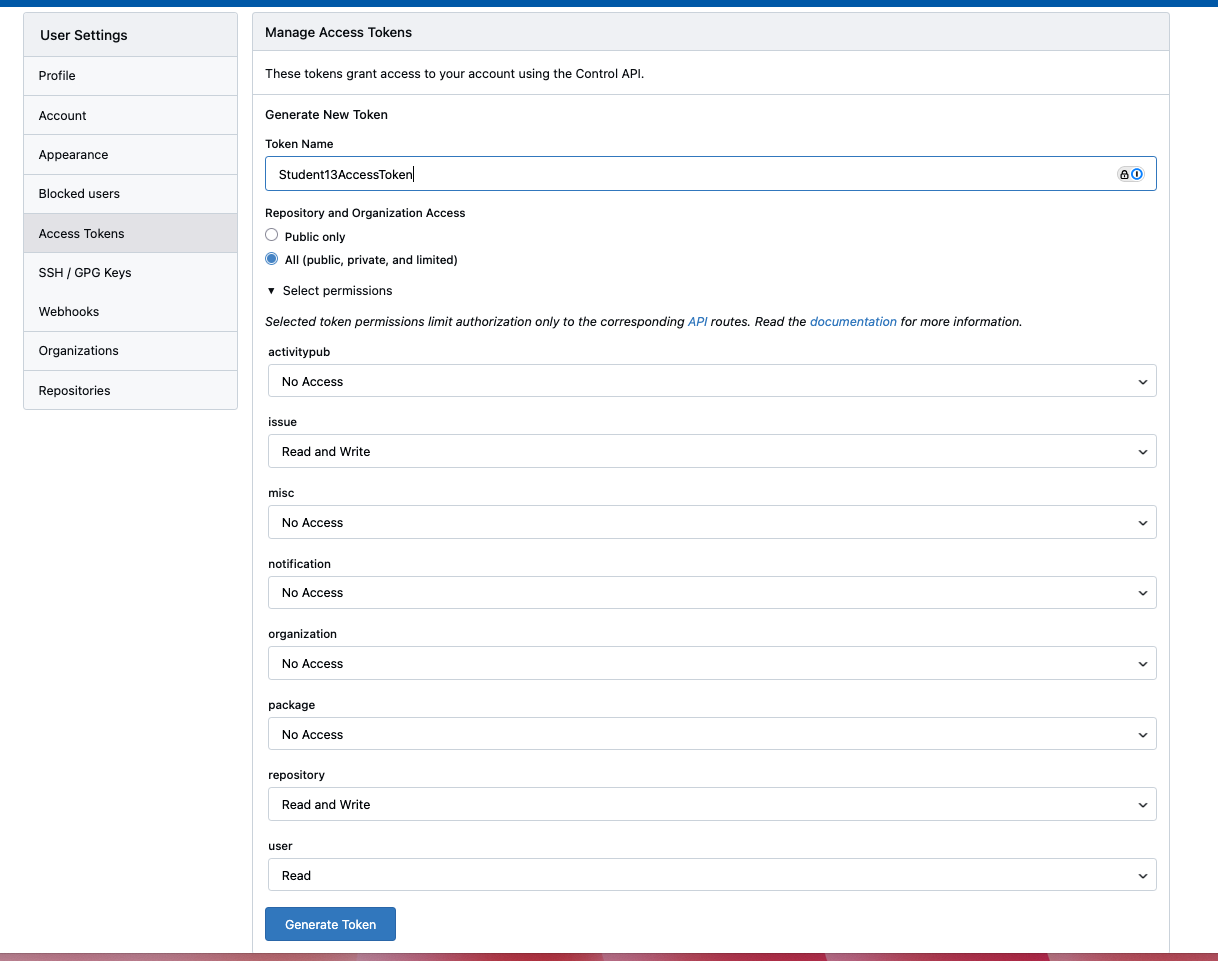 User Settings
Profile
Account
Appearance
Blocked users
Access Tokens
SSH / GPG Keys
Webhooks
Organizations
Repositories
Manage Access Tokens
These tokens grant access to your account using the Control API.
Generate New Token
Token Name
Student13AccessToken
Repository and Organization Access
Public only
All (public, private, and limited)
Select permissions
Selected token permissions limit authorization only to the corresponding API routes. Read the documentation for more information.
activitypub
No Access
issue
Read and Write
misc
No Access
notification
No Access
organization
No Access
package
No Access
repository
Read and Write
user
Read
Generate Token